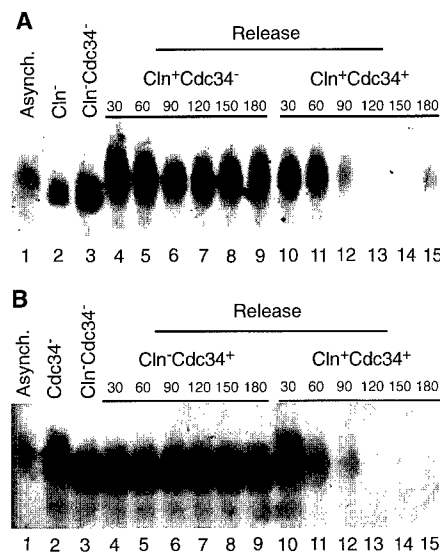 A
Release
Asynch.
Cln-
Cln-Cdc34-
Cln+Cdc34-
Cln+Cdc34+
30 60 90 120 150 180 30 60 90 120 150 180
1 2 3 4 5 6 7 8 9 10 11 12 13 14 15
B
Release
Asynch.
Cdc34-
Cln-Cdc34-
Cln-Cdc34+
Cln+Cdc34+
30 60 90 120 150 180 30 60 90 120 150 180
1 2 3 4 5 6 7 8 9 10 11 12 13 14 15